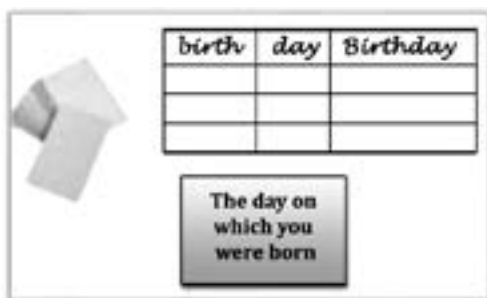 birth day Birthday
The day on
which you
were born